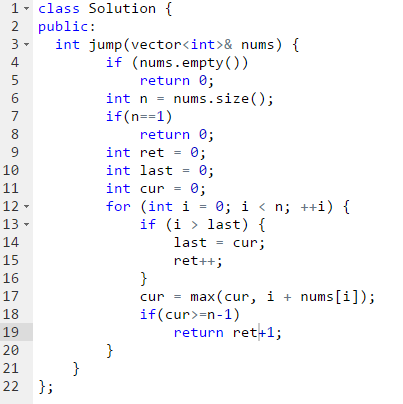 1 class Solution {
2 public:
3   int jump(vector<int>& nums) {
4         if (nums.empty())
5             return 0;
6         int n = nums.size();
7         if(n==1)
8             return 0;
9         int ret = 0;
10         int last = 0;
11         int cur = 0;
12         for (int i = 0; i < n; ++i) {
13             if (i > last) {
14                 last = cur;
15                 ret++;
16             }
17             cur = max(cur, i + nums[i]);
18             if(cur>=n-1)
19                 return ret+1;
20         }
21     }
22 };